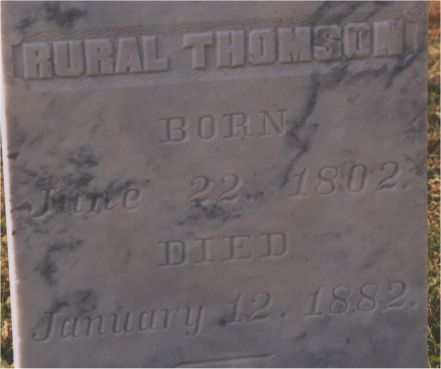 RURAL THOMSON
BORN
June 22, 1802.
DIED
January 12, 1882.